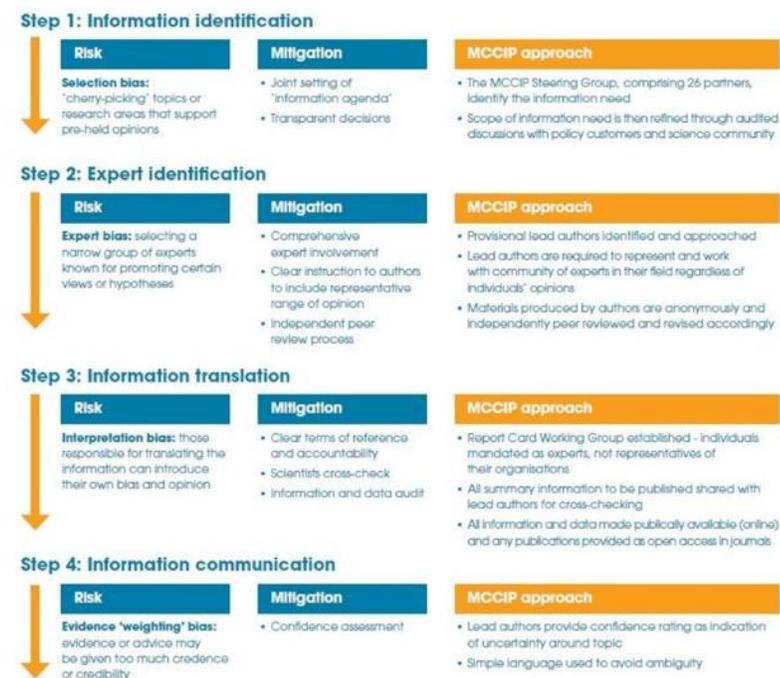 Step 1: Information identification
Risk
Selection bias:
'cherry-picking' topics or
research areas that support
pre-held opinions
Mitigation
• Joint setting of
'information agenda'
• Transparent decisions
MCCIP approach
• The MCCIP Steering Group, comprising 26 partners,
identify the information need
• Scope of information need is then refined through audited
discussions with policy customers and science community
Step 2: Expert identification
Risk
Expert bias: selecting a
narrow group of experts
known for promoting certain
views or hypotheses
Mitigation
• Comprehensive
expert involvement
• Clear instruction to authors
to include representative
range of opinion
• Independent peer
review process
MCCIP approach
• Provisional lead authors identified and approached
• Lead authors are required to represent and work
with community of experts in their field regardless of
individuals' opinions
• Materials produced by authors are anonymously and
independently peer reviewed and revised accordingly
Step 3: Information translation
Risk
Interpretation bias: those
responsible for translating the
information can introduce
their own bias and opinion
Mitigation
• Clear terms of reference
and accountability
• Scientists cross-check
• Information and data audit
MCCIP approach
• Report Card Working Group established - individuals
mandated as experts, not representatives of
their organisations
• All summary information to be published shared with
lead authors for cross-checking
• All information and data made publically available (online)
and any publications provided as open access in journals
Step 4: Information communication
Risk
Evidence 'weighting' bias:
evidence or advice may
be given too much credence
or credibility
Mitigation
• Confidence assessment
MCCIP approach
• Lead authors provide confidence rating as indication
of uncertainty around topic
• Simple language used to avoid ambiguity